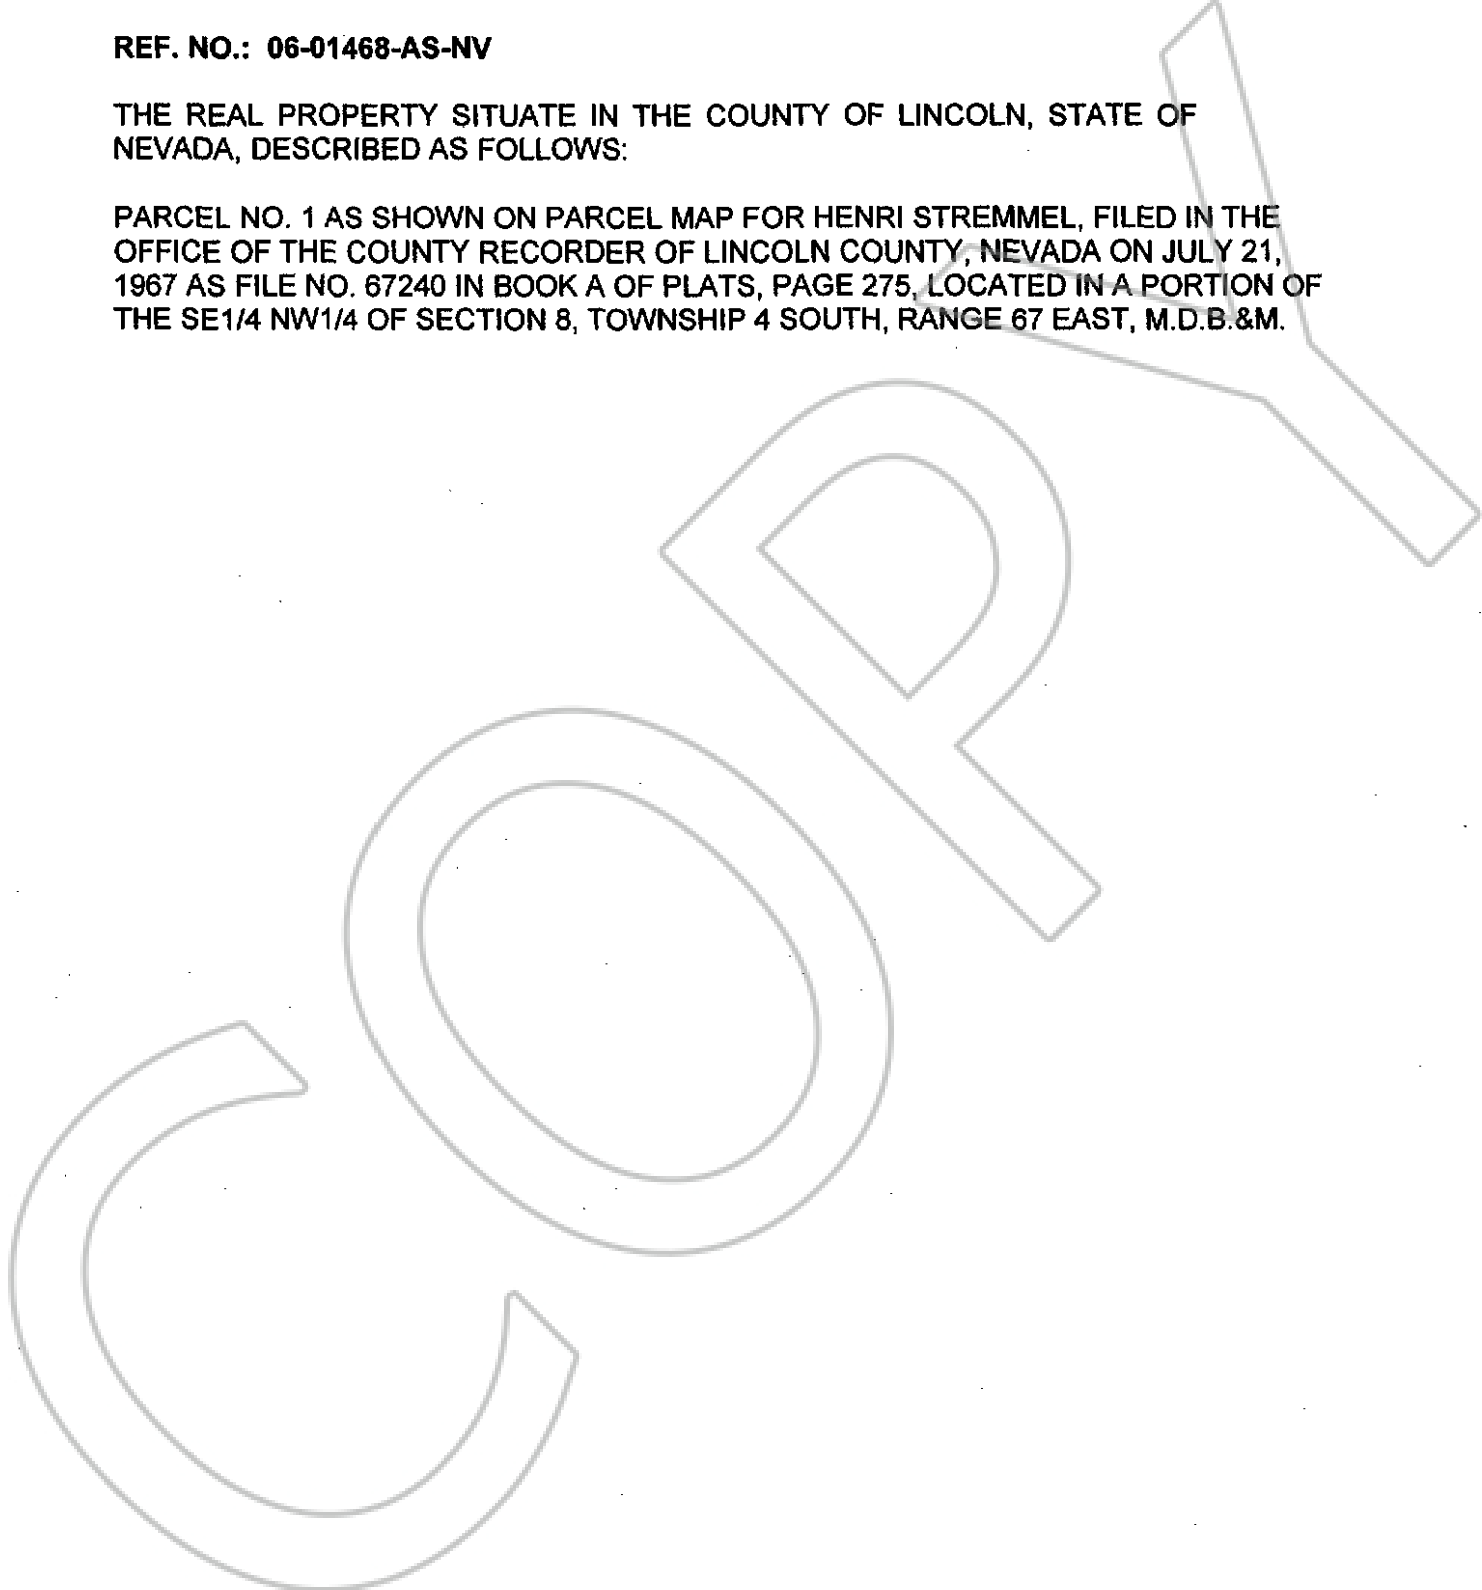 REF. NO.: 06-01468-AS-NV
THE REAL PROPERTY SITUATE IN THE COUNTY OF LINCOLN, STATE OF
NEVADA, DESCRIBED AS FOLLOWS:
PARCEL NO. 1 AS SHOWN ON PARCEL MAP FOR HENRI STREMMEL, FILED IN THE
OFFICE OF THE COUNTY RECORDER OF LINCOLN COUNTY, NEVADA ON JULY 21,
1967 AS FILE NO. 67240 IN BOOK A OF PLATS, PAGE 275, LOCATED IN A PORTION OF
THE SE1/4 NW1/4 OF SECTION 8, TOWNSHIP 4 SOUTH, RANGE 67 EAST, M.D.B.&M.
COPY